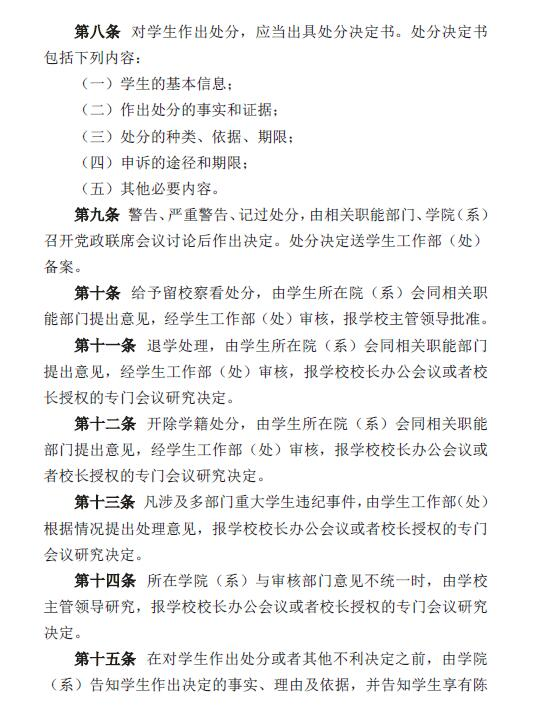 第八条 对学生作出处分，应当出具处分决定书。处分决定书
包括下列内容：
（一）学生的基本信息；
（二）作出处分的事实和证据；
（三）处分的种类、依据、期限；
（四）申诉的途径和期限；
（五）其他必要内容。
第九条 警告、严重警告、记过处分，由相关职能部门、学院（系）
召开党政联席会议讨论后作出决定。处分决定送学生工作部（处）
备案。
第十条 给予留校察看处分，由学生所在院（系）会同相关职
能部门提出意见，经学生工作部（处）审核，报学校主管领导批准。
第十一条 退学处理，由学生所在院（系）会同相关职能部门
提出意见，经学生工作部（处）审核，报学校校长办公会议或者校
长授权的专门会议研究决定。
第十二条 开除学籍处分，由学生所在院（系）会同相关职能
部门提出意见，经学生工作部（处）审核，报学校校长办公会议或
者校长授权的专门会议研究决定。
第十三条 凡涉及多部门重大学生违纪事件，由学生工作部（处）
根据情况提出处理意见，报学校校长办公会议或者校长授权的专门
会议研究决定。
第十四条 所在学院（系）与审核部门意见不统一时，由学校
主管领导研究，报学校校长办公会议或者校长授权的专门会议研究
决定。
第十五条 在对学生作出处分或者其他不利决定之前，由学院
（系）告知学生作出决定的事实、理由及依据，并告知学生享有陈